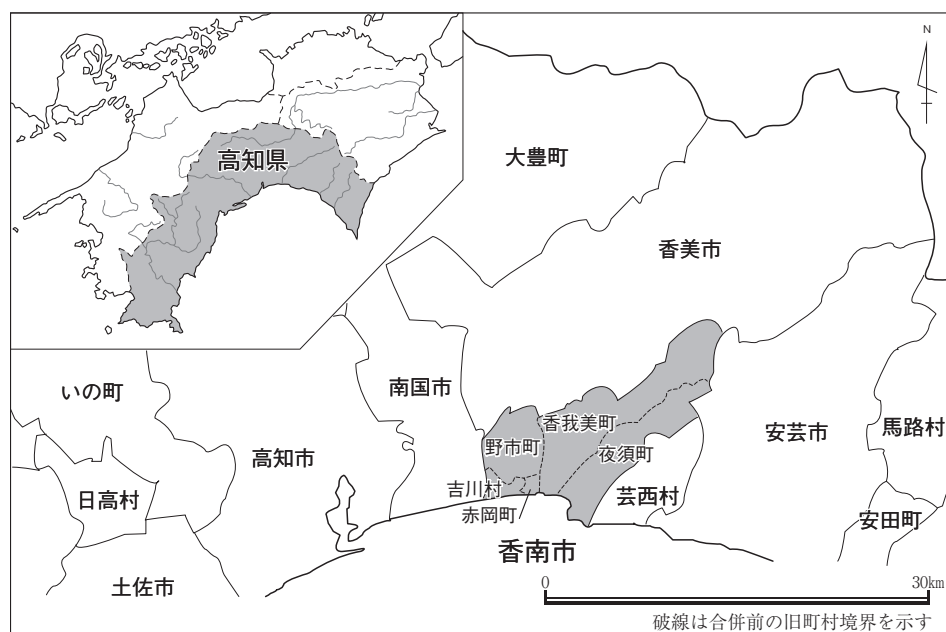 高知県
N
大豊町
香美市
いの町
南国市
香我美町
野市町
夜須町
安芸市
馬路村
高知市
日高村
吉川村
赤岡町
芸西村
安田町
香南市
土佐市
0
30km
破線は合併前の旧町村境界を示す